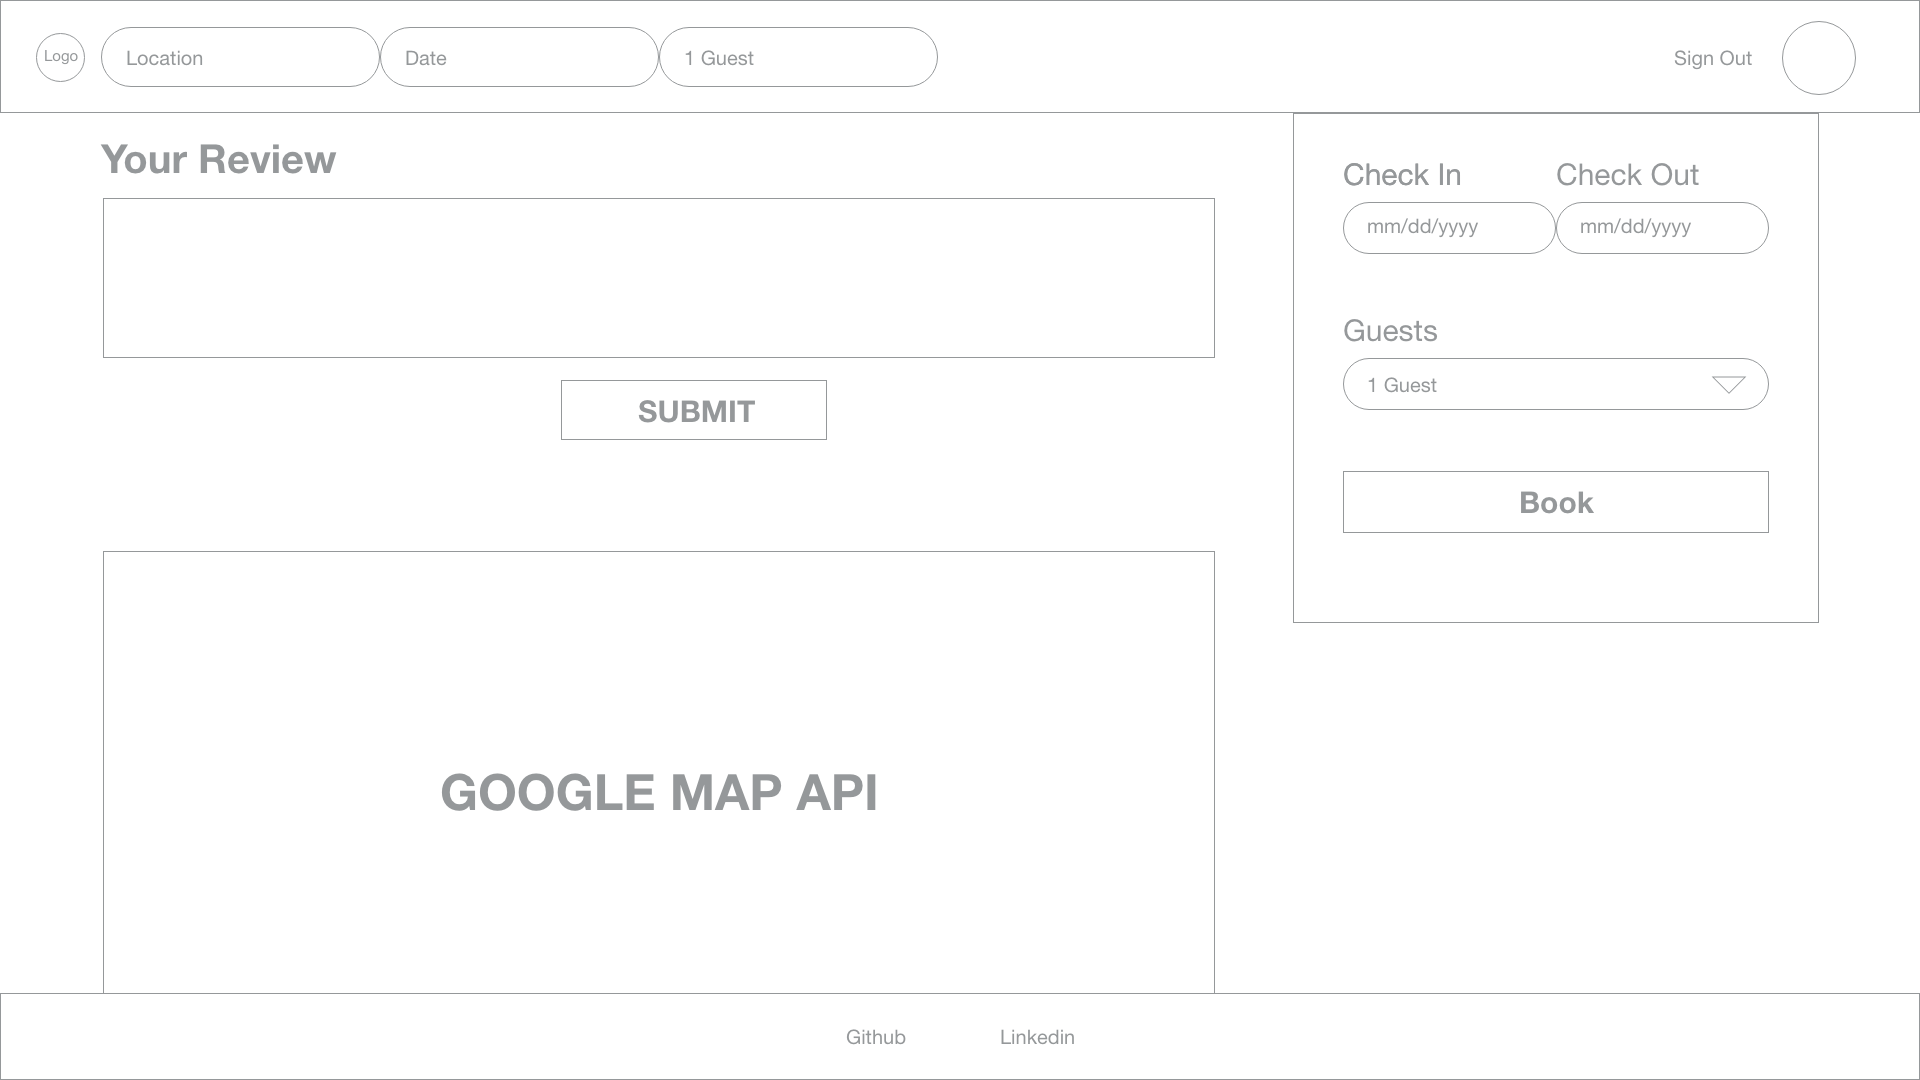 Logo
Location
Date
1 Guest
Sign Out
Your Review
SUBMIT
GOOGLE MAP API
Check In
Check Out
mm/dd/yyyy
mm/dd/yyyy
Guests
1 Guest
Book
Github
Linkedin